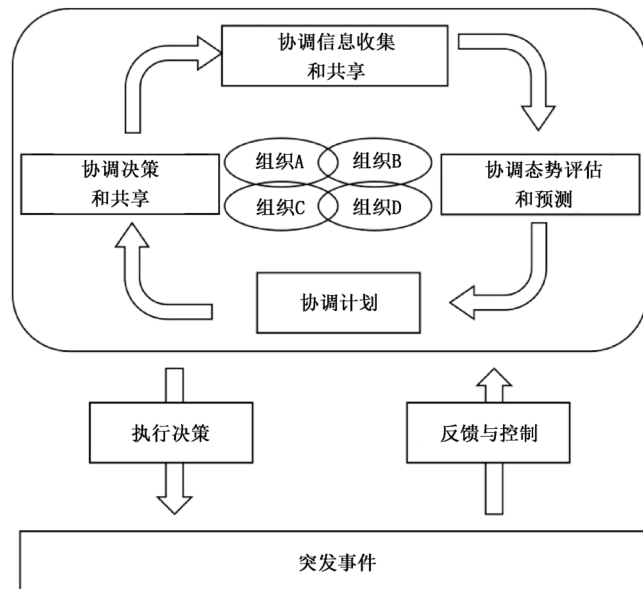 协调信息收集
和共享
协调决策
和共享
组织A
组织B
组织C
组织D
协调态势评估
和预测
协调计划
执行决策
反馈与控制
突发事件